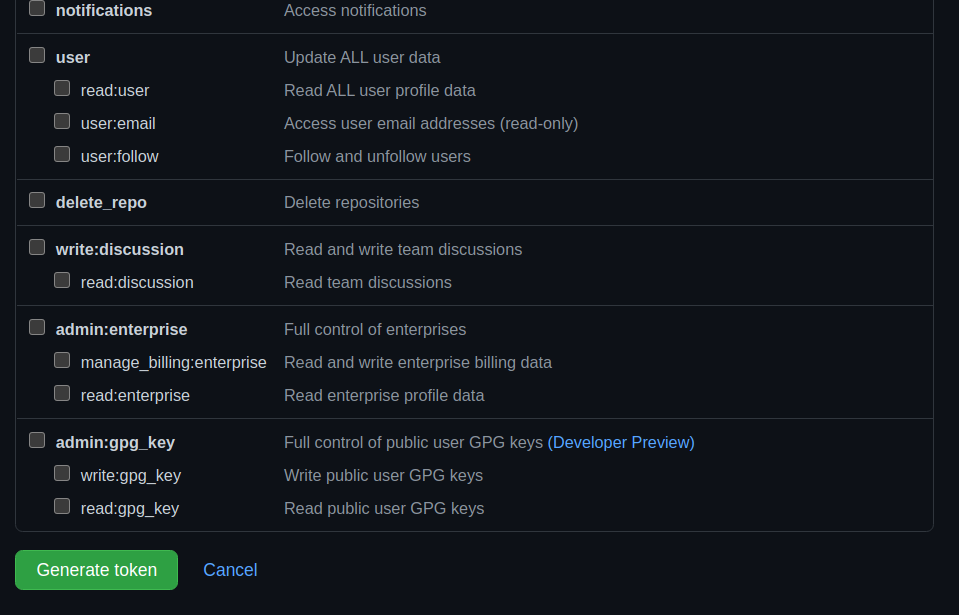 notifications Access notifications
user Update ALL user data
read:user Read ALL user profile data
user:email Access user email addresses (read-only)
user:follow Follow and unfollow users
delete_repo Delete repositories
write:discussion Read and write team discussions
read:discussion Read team discussions
admin:enterprise Full control of enterprises
manage_billing:enterprise Read and write enterprise billing data
read:enterprise Read enterprise profile data
admin:gpg_key Full control of public user GPG keys (Developer Preview)
write:gpg_key Write public user GPG keys
read:gpg_key Read public user GPG keys
Generate token Cancel